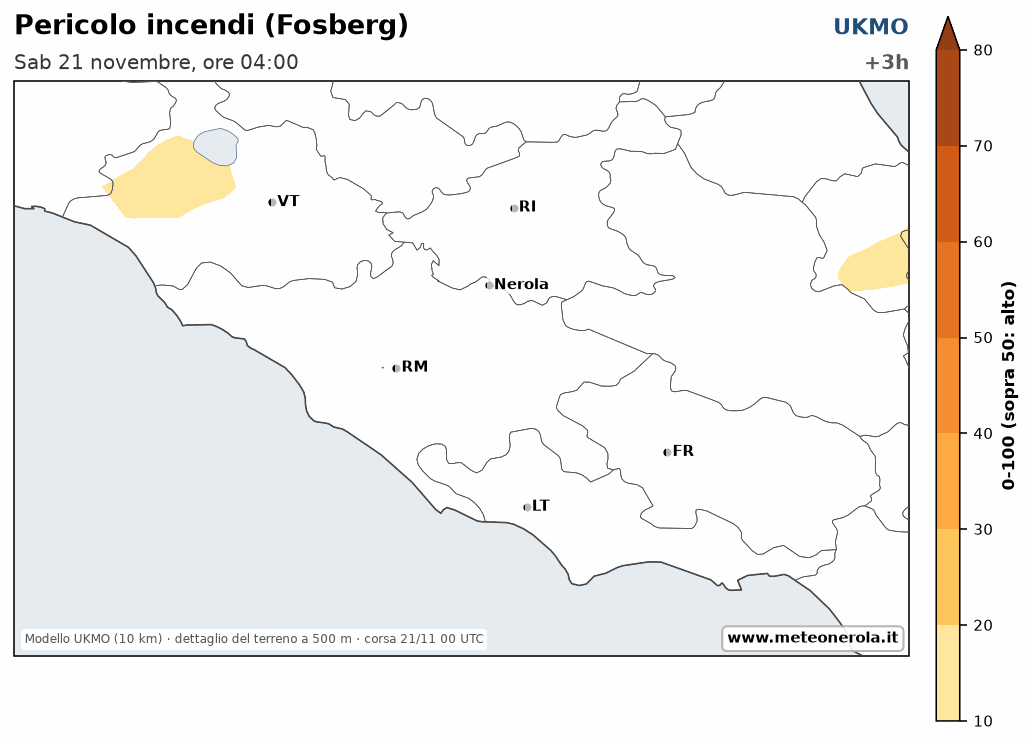 Pericolo incendi (Fosberg)
UKMO
Sab 21 novembre, ore 04:00
+3h
VT
RI
Nerola
RM
FR
LT
80
70
60
50
40
30
20
10
0-100 (sopra 50: alto)
Modello UKMO (10 km) · dettaglio del terreno a 500 m · corsa 21/11 00 UTC
www.meteonerola.it